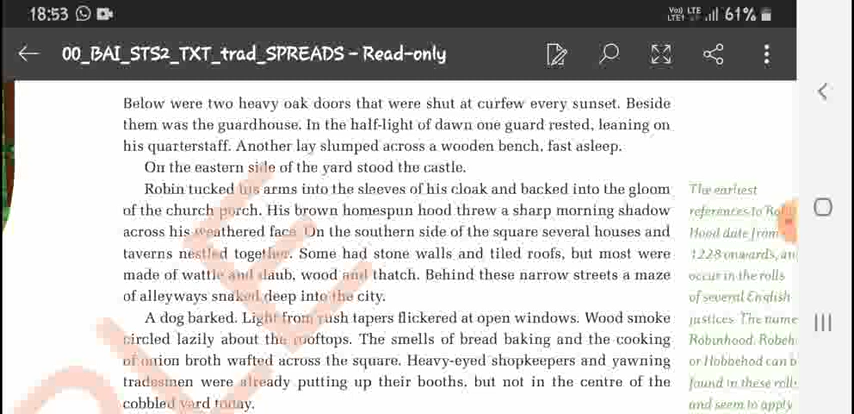 18:53 Vo)) LTE LTE1 61%
00_BAI_STS2_TXT_trad_SPREADS – Read-only
Below were two heavy oak doors that were shut at curfew every sunset. Beside
them was the guardhouse. In the half-light of dawn one guard rested, leaning on
his quarterstaff. Another lay slumped across a wooden bench, fast asleep.
On the eastern side of the yard stood the castle.
Robin tucked his arms into the sleeves of his cloak and backed into the gloom
of the church porch. His brown homespun hood threw a sharp morning shadow
across his weathered face. On the southern side of the square several houses and
taverns nestled together. Some had stone walls and tiled roofs, but most were
made of wattle and daub, wood and thatch. Behind these narrow streets a maze
of alleyways snaked deep into the city.
A dog barked. Light from rush tapers flickered at open windows. Wood smoke
circled lazily about the rooftops. The smells of bread baking and the cooking
of onion broth wafted across the square. Heavy-eyed shopkeepers and yawning
tradesmen were already putting up their booths, but not in the centre of the
cobbled yard today.
The earliest
references to Rob
Hood date from
1228 onwards, an
occur in the rolls
of several English
justices. The name
Robinhood, Robeh
or Hobbehod can b
found in these rolls
and seem to apply